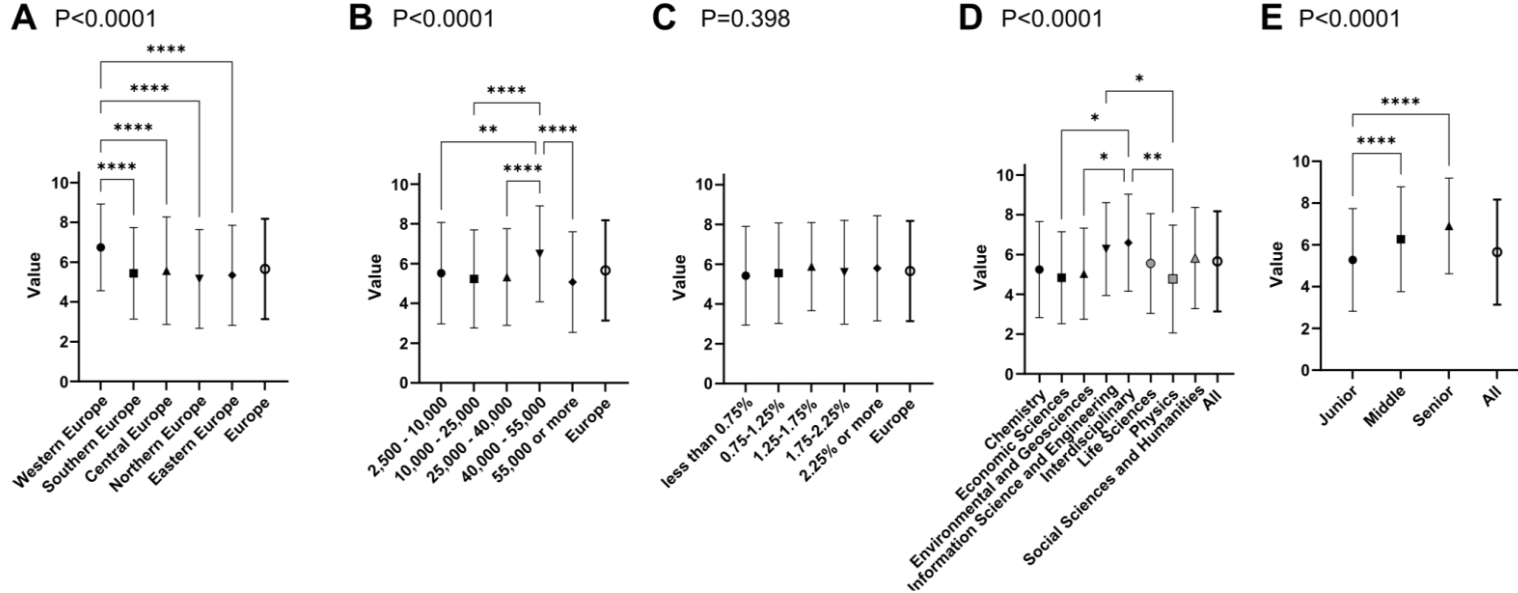 A P<0.0001
****
****
****
****
Value
10
8
6
4
2
0
Western Europe
Southern Europe
Central Europe
Northern Europe
Eastern Europe
Europe
B P<0.0001
****
** ****
****
Value
10
8
6
4
2
0
2,500 - 10,000
10,000 - 25,000
25,000 - 40,000
40,000 - 55,000
55,000 or more
Europe
C P=0.398
Value
10
8
6
4
2
0
less than 0.75%
0.75-1.25%
1.25-1.75%
1.75-2.25%
2.25% or more
Europe
D P<0.0001
*
*
* **
Value
10
8
6
4
2
0
Chemistry
Economic Sciences
Environmental and Geosciences
Information Science and Engineering
Interdisciplinary
Life Sciences
Physics
Social Sciences and Humanities
All
E P<0.0001
****
****
Value
10
8
6
4
2
0
Junior
Middle
Senior
All